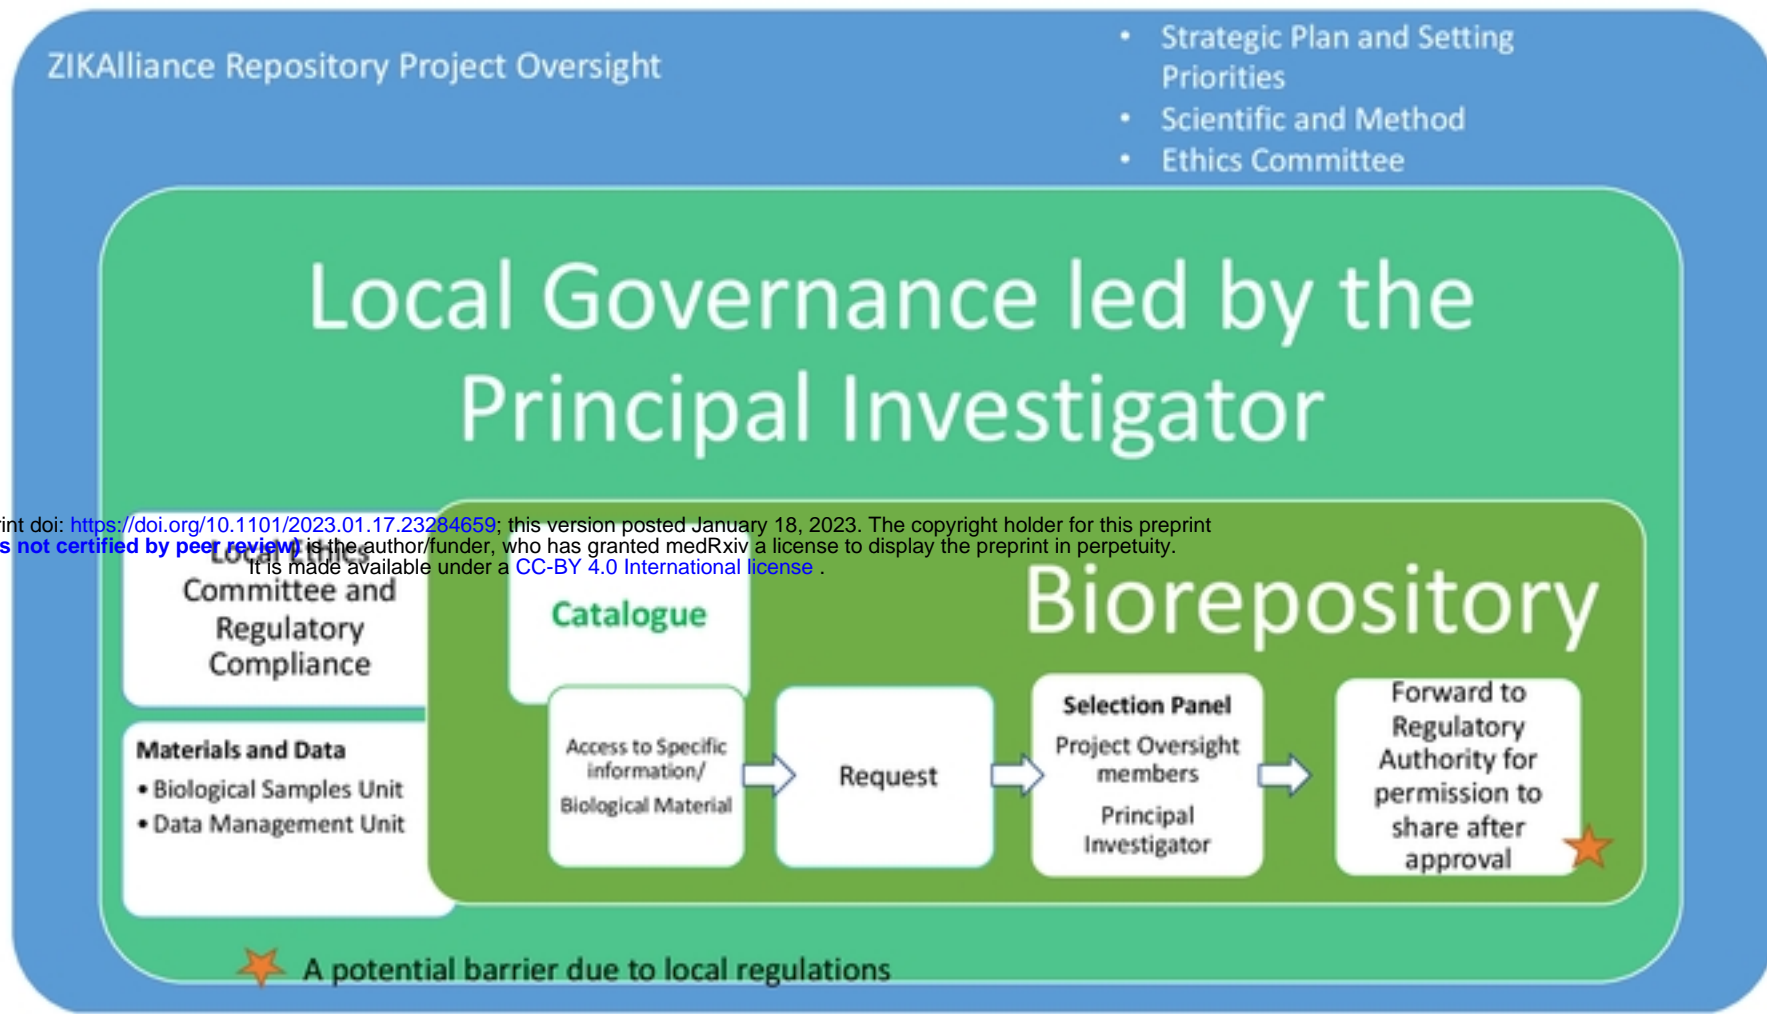 ZIKAlliance Repository Project Oversight
• Strategic Plan and Setting
Priorities
• Scientific and Method
• Ethics Committee
Local Governance led by the
Principal Investigator
int doi: https://doi.org/10.1101/2023.01.17.23284659; this version posted January 18, 2023. The copyright holder for this preprint
s not certified by peer review) is the author/funder, who has granted medRxiv a license to display the preprint in perpetuity.
It is made available under a CC-BY 4.0 International license .
Local Ethics
Committee and
Regulatory
Compliance
Materials and Data
• Biological Samples Unit
• Data Management Unit
Biorepository
Catalogue
Access to Specific
information/
Biological Material
Request
Selection Panel
Project Oversight
members
Principal
Investigator
Forward to
Regulatory
Authority for
permission to
share after
approval
A potential barrier due to local regulations